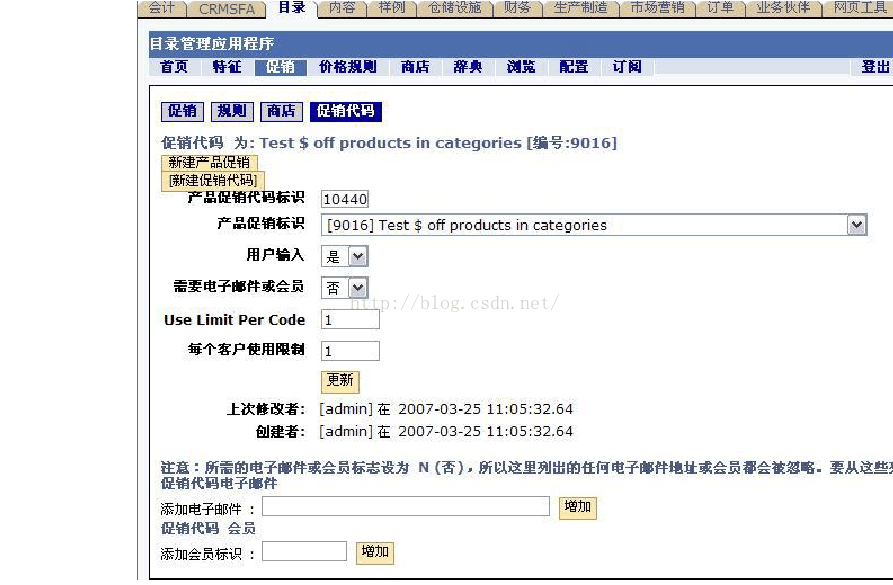 会计 CRMSFA 目录 内容 样例 仓储设施 财务 生产制造 市场营销 订单 业务伙伴 网页工具
目录管理应用程序
首页 特征 促销 价格规则 商店 辞典 浏览 配置 订阅 登出
促销 规则 商店 促销代码
促销代码 为: Test $ off products in categories [编号:9016]
新建产品促销
[新建促销代码]
产品促销代码标识 10440
产品促销标识 [9016] Test $ off products in categories
用户输入 是
需要电子邮件或会员 否
http://blog.csdn.net/
Use Limit Per Code 1
每个客户使用限制 1
更新
上次修改者: [admin] 在 2007-03-25 11:05:32.64
创建者: [admin] 在 2007-03-25 11:05:32.64
注意：所需的电子邮件或会员标志设为 N (否)，所以这里列出的任何电子邮件地址或会员都会被忽略。要从这些
促销代码电子邮件
添加电子邮件 : 增加
促销代码 会员
添加会员标识 : 增加